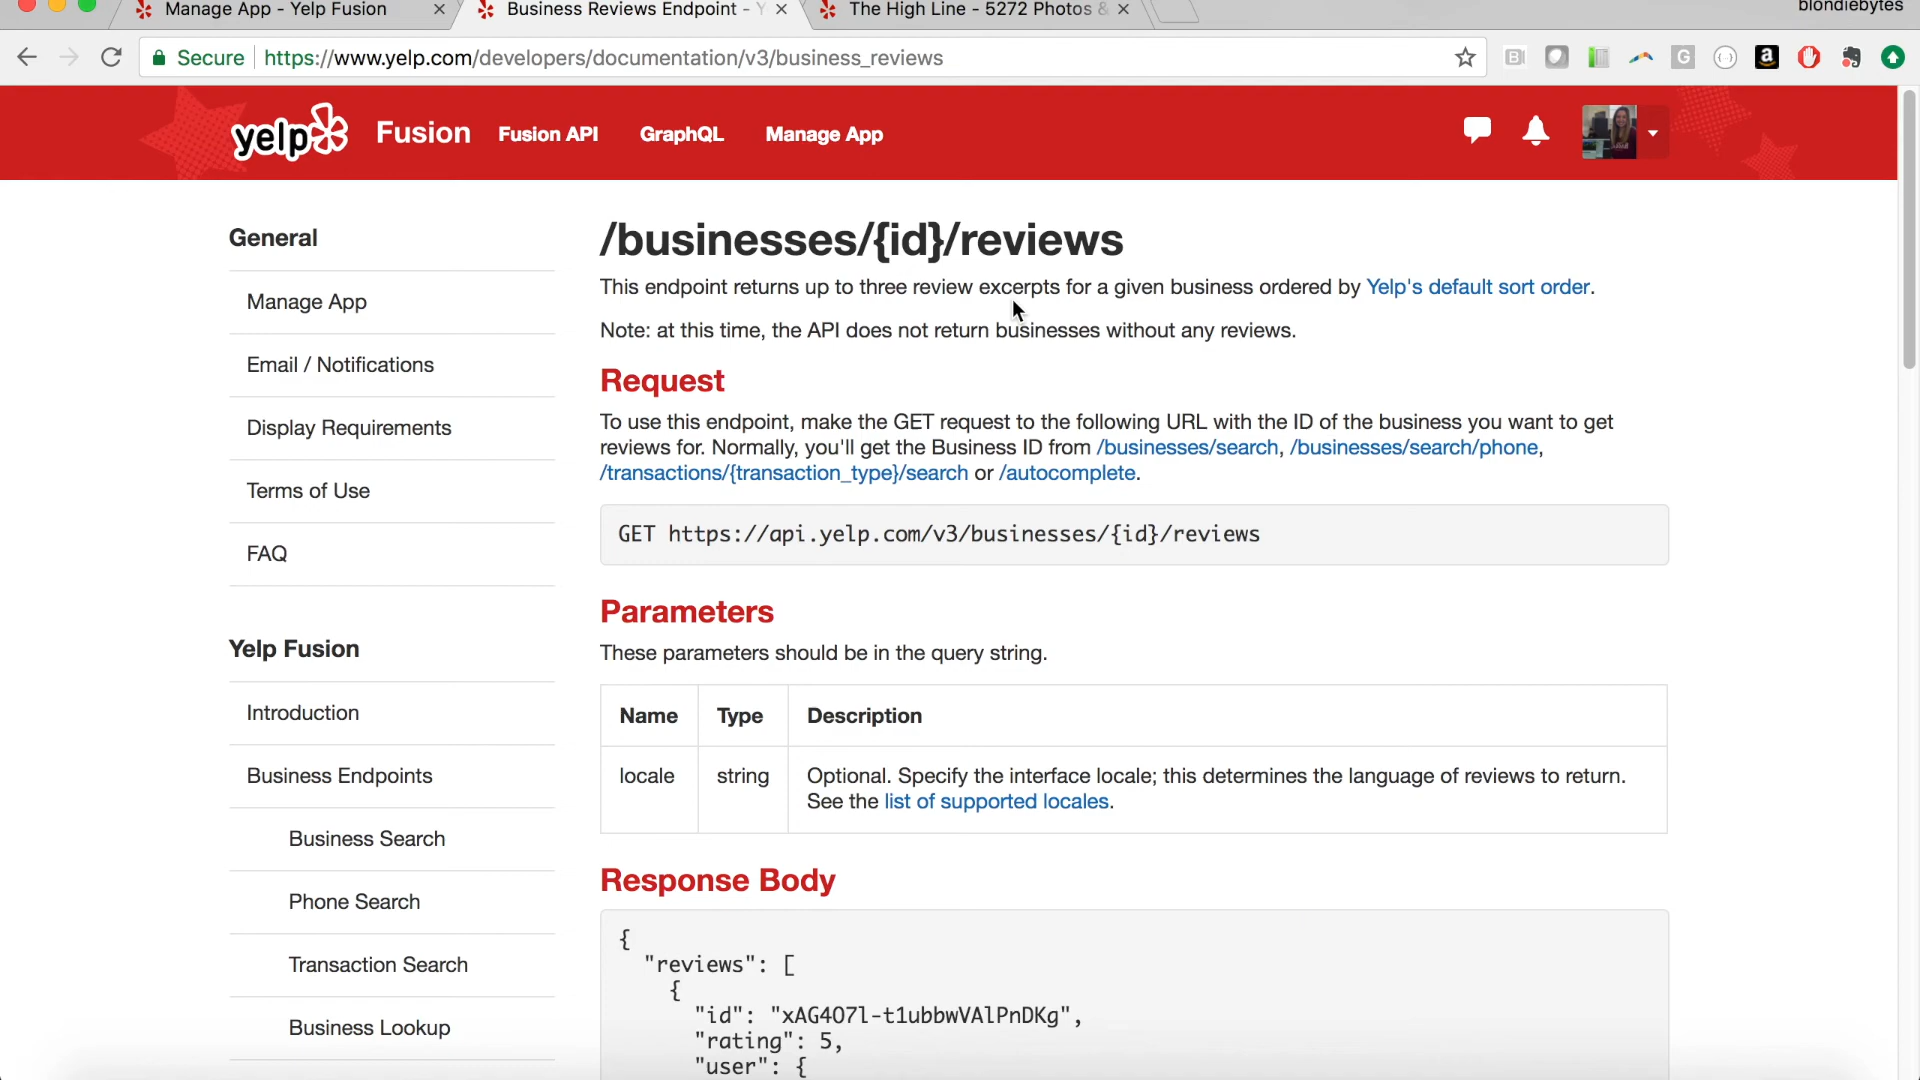 Manage App - Yelp Fusion
Business Reviews Endpoint - Y
The High Line - 5272 Photos &
blondiebytes
Secure
https://www.yelp.com/developers/documentation/v3/business_reviews
yelp
Fusion
Fusion API
GraphQL
Manage App
General
Manage App
Email / Notifications
Display Requirements
Terms of Use
FAQ
Yelp Fusion
Introduction
Business Endpoints
Business Search
Phone Search
Transaction Search
Business Lookup
/businesses/{id}/reviews
This endpoint returns up to three review excerpts for a given business ordered by Yelp's default sort order.
Note: at this time, the API does not return businesses without any reviews.
Request
To use this endpoint, make the GET request to the following URL with the ID of the business you want to get
reviews for. Normally, you'll get the Business ID from /businesses/search, /businesses/search/phone,
/transactions/{transaction_type}/search or /autocomplete.
GET https://api.yelp.com/v3/businesses/{id}/reviews
Parameters
These parameters should be in the query string.
Name Type Description
locale string Optional. Specify the interface locale; this determines the language of reviews to return.
See the list of supported locales.
Response Body
{
"reviews": [
{
"id": "xAG4O7l-t1ubbwVAlPnDKg",
"rating": 5,
"user": {